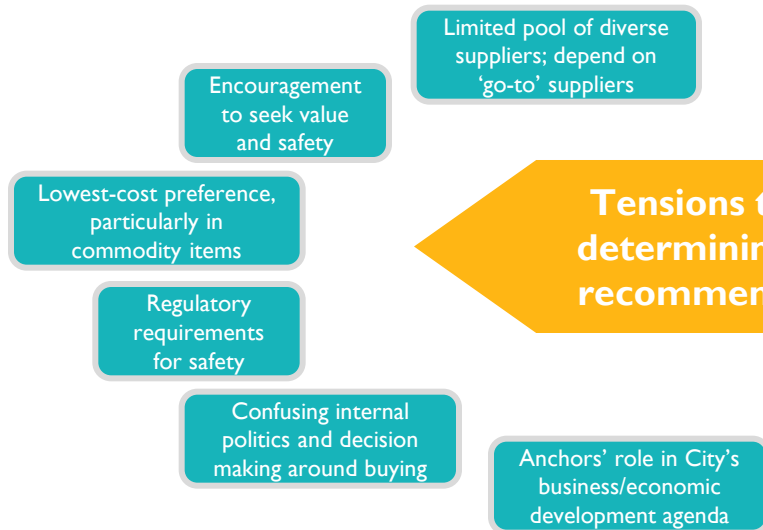 Limited pool of diverse
suppliers; depend on
‘go-to’ suppliers
Encouragement
to seek value
and safety
Lowest-cost preference,
particularly in
commodity items
Tensions
Regulatory
requirements
for safety
Confusing internal
politics and decision
making around buying
Anchors’ role in City’s
business/economic
development agenda